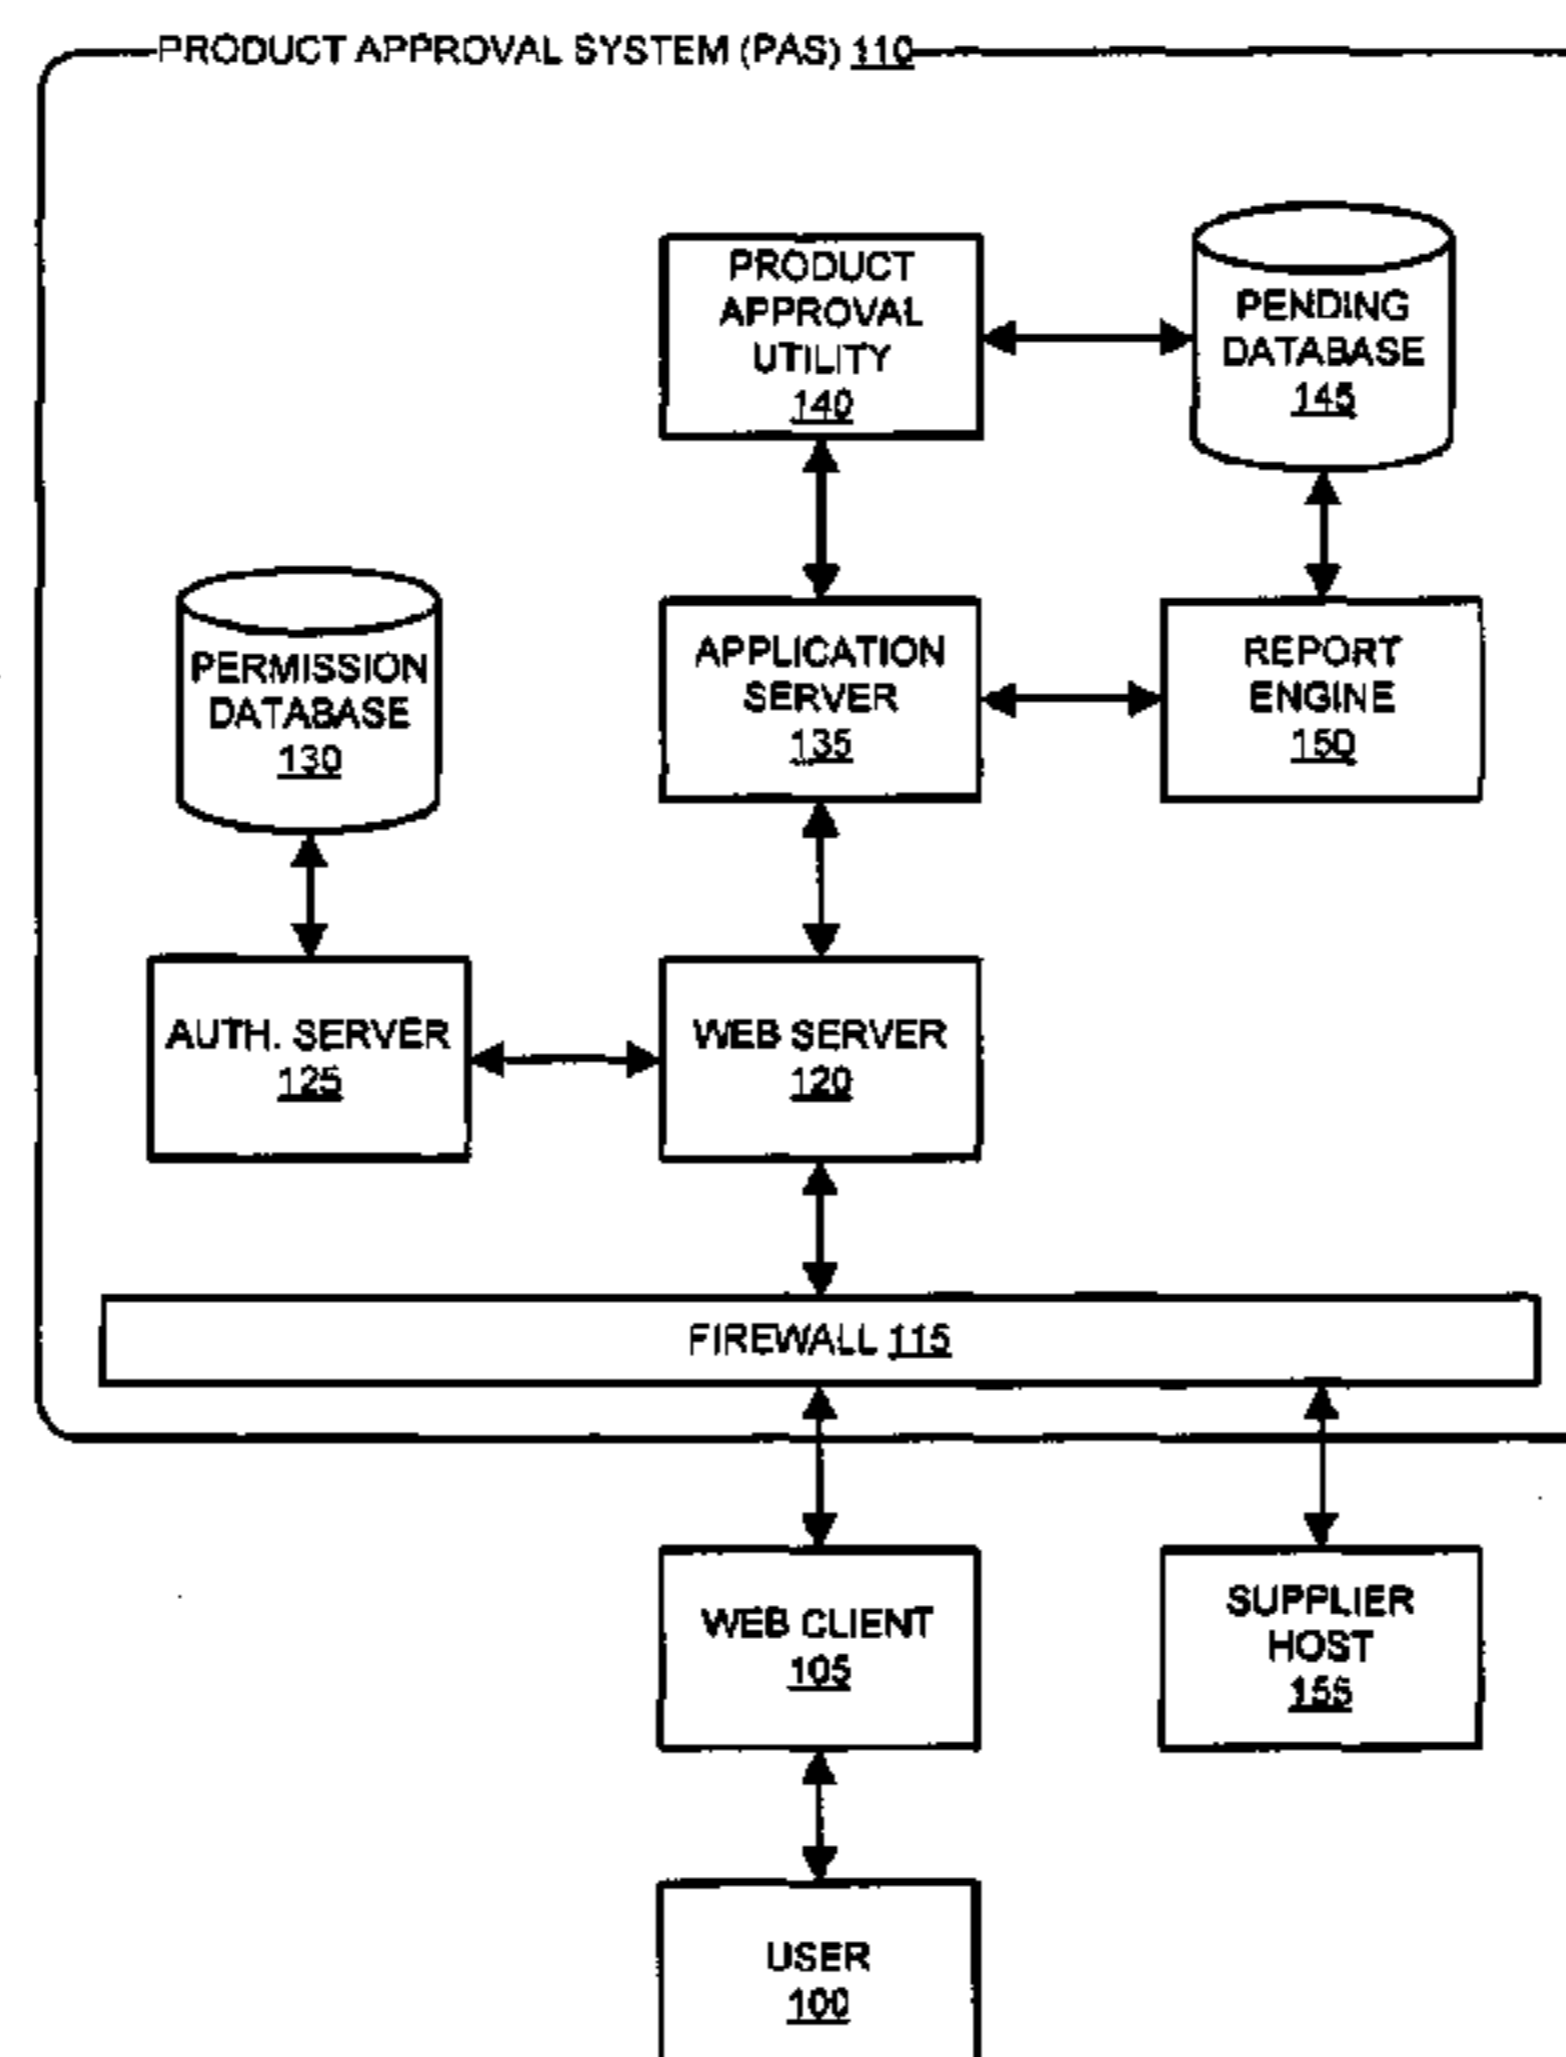 PRODUCT APPROVAL SYSTEM (PAS) 110
PRODUCT
APPROVAL
UTILITY
140
PENDING
DATABASE
145
PERMISSION
DATABASE
130
APPLICATION
SERVER
135
REPORT
ENGINE
150
AUTH. SERVER
125
WEB SERVER
120
FIREWALL 115
WEB CLIENT
105
SUPPLIER
HOST
155
USER
100